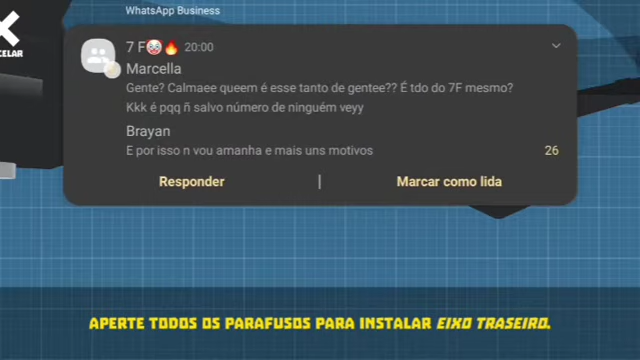 WhatsApp Business
CELAR
7 F🤡🔥 20:00
Marcella
Gente? Calmaee queem é esse tanto de gentee?? É tdo do 7F mesmo?
Kkk é pqq ñ salvo número de ninguém veyy
Brayan
E por isso n vou amanha e mais uns motivos
26
Responder | Marcar como lida
APERTE TODOS OS PARAFUSOS PARA INSTALAR EIXO TRASEIRO.